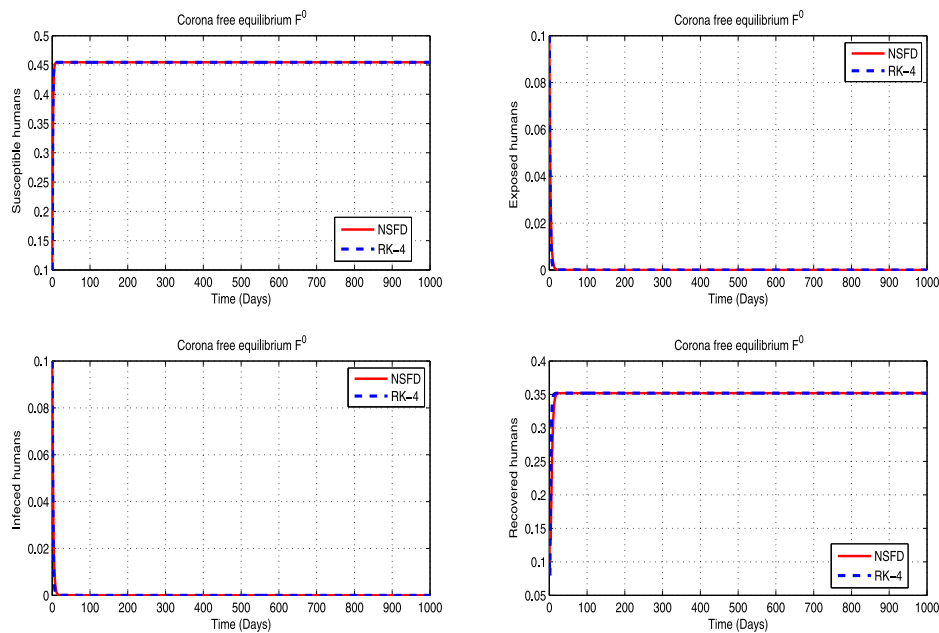 Corona free equilibrium F⁰
0.5
0.45
0.4
0.35
0.3
0.25
0.2
0.15
0.1
Susceptible humans
NSFD
RK-4
0 100 200 300 400 500 600 700 800 900 1000
Time (Days)
Corona free equilibrium F⁰
0.1
0.08
0.06
0.04
0.02
0
Exposed humans
NSFD
RK-4
0 100 200 300 400 500 600 700 800 900 1000
Time (Days)
Corona free equilibrium F⁰
0.1
0.08
0.06
0.04
0.02
0
Infeced humans
NSFD
RK-4
0 100 200 300 400 500 600 700 800 900 1000
Time (Days)
Corona free equilibrium F⁰
0.4
0.35
0.3
0.25
0.2
0.15
0.1
0.05
Recovered humans
NSFD
RK-4
0 100 200 300 400 500 600 700 800 900 1000
Time (Days)